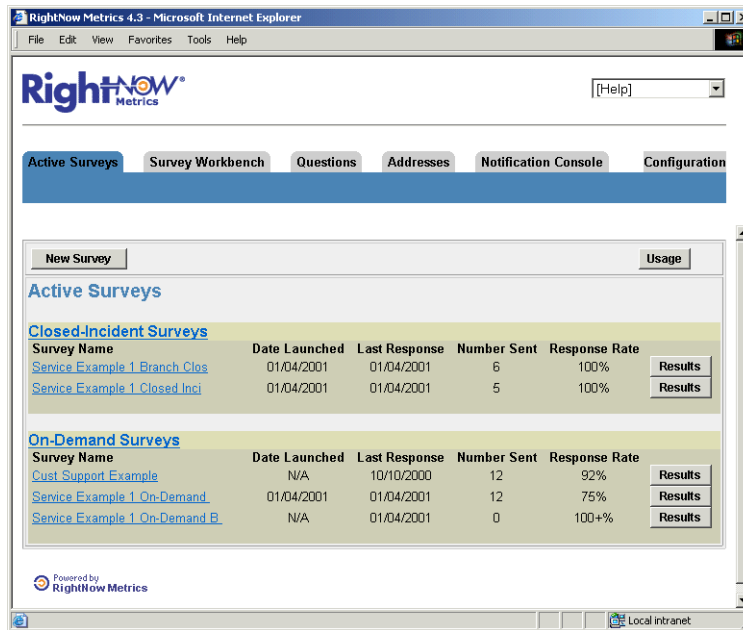 RightNow Metrics 4.3 - Microsoft Internet Explorer
File Edit View Favorites Tools Help
RightNOW®
Metrics
[Help]
Active Surveys Survey Workbench Questions Addresses Notification Console Configuration
New Survey Usage
Active Surveys
Closed-Incident Surveys
Survey Name Date Launched Last Response Number Sent Response Rate
Service Example 1 Branch Clos 01/04/2001 01/04/2001 6 100% Results
Service Example 1 Closed Inci 01/04/2001 01/04/2001 5 100% Results
On-Demand Surveys
Survey Name Date Launched Last Response Number Sent Response Rate
Cust Support Example N/A 10/10/2000 12 92% Results
Service Example 1 On-Demand 01/04/2001 01/04/2001 12 75% Results
Service Example 1 On-Demand B N/A 01/04/2001 0 100+% Results
Powered by
RightNow Metrics
Local intranet